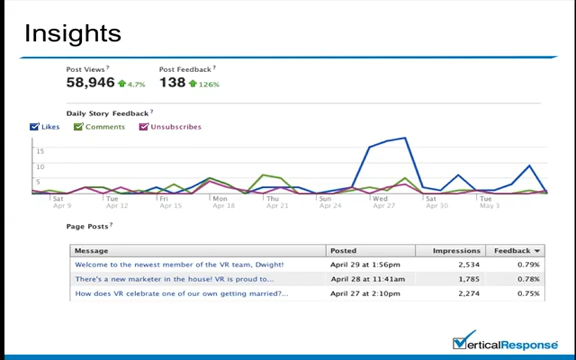 Insights
Post Views? Post Feedback?
58,946 4.7% 138 126%
Daily Story Feedback?
Likes Comments Unsubscribes
15
10
5
Sat Tue Fri Mon Thu Sun Wed Sat Tue
Apr 9 Apr 12 Apr 15 Apr 18 Apr 21 Apr 24 Apr 27 Apr 30 May 3
Page Posts?
Message Posted Impressions Feedback
Welcome to the newest member of the VR team, Dwight! April 29 at 1:56pm 2,534 0.79%
There's a new marketer in the house! VR is proud to... April 28 at 11:41am 1,785 0.78%
How does VR celebrate one of our own getting married?... April 27 at 2:10pm 2,274 0.75%
VerticalResponse